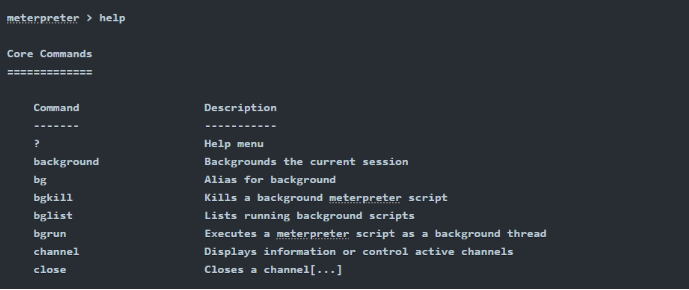 meterpreter > help
Core Commands
=============
Command Description
------- -----------
? Help menu
background Backgrounds the current session
bg Alias for background
bgkill Kills a background meterpreter script
bglist Lists running background scripts
bgrun Executes a meterpreter script as a background thread
channel Displays information or control active channels
close Closes a channel[...]